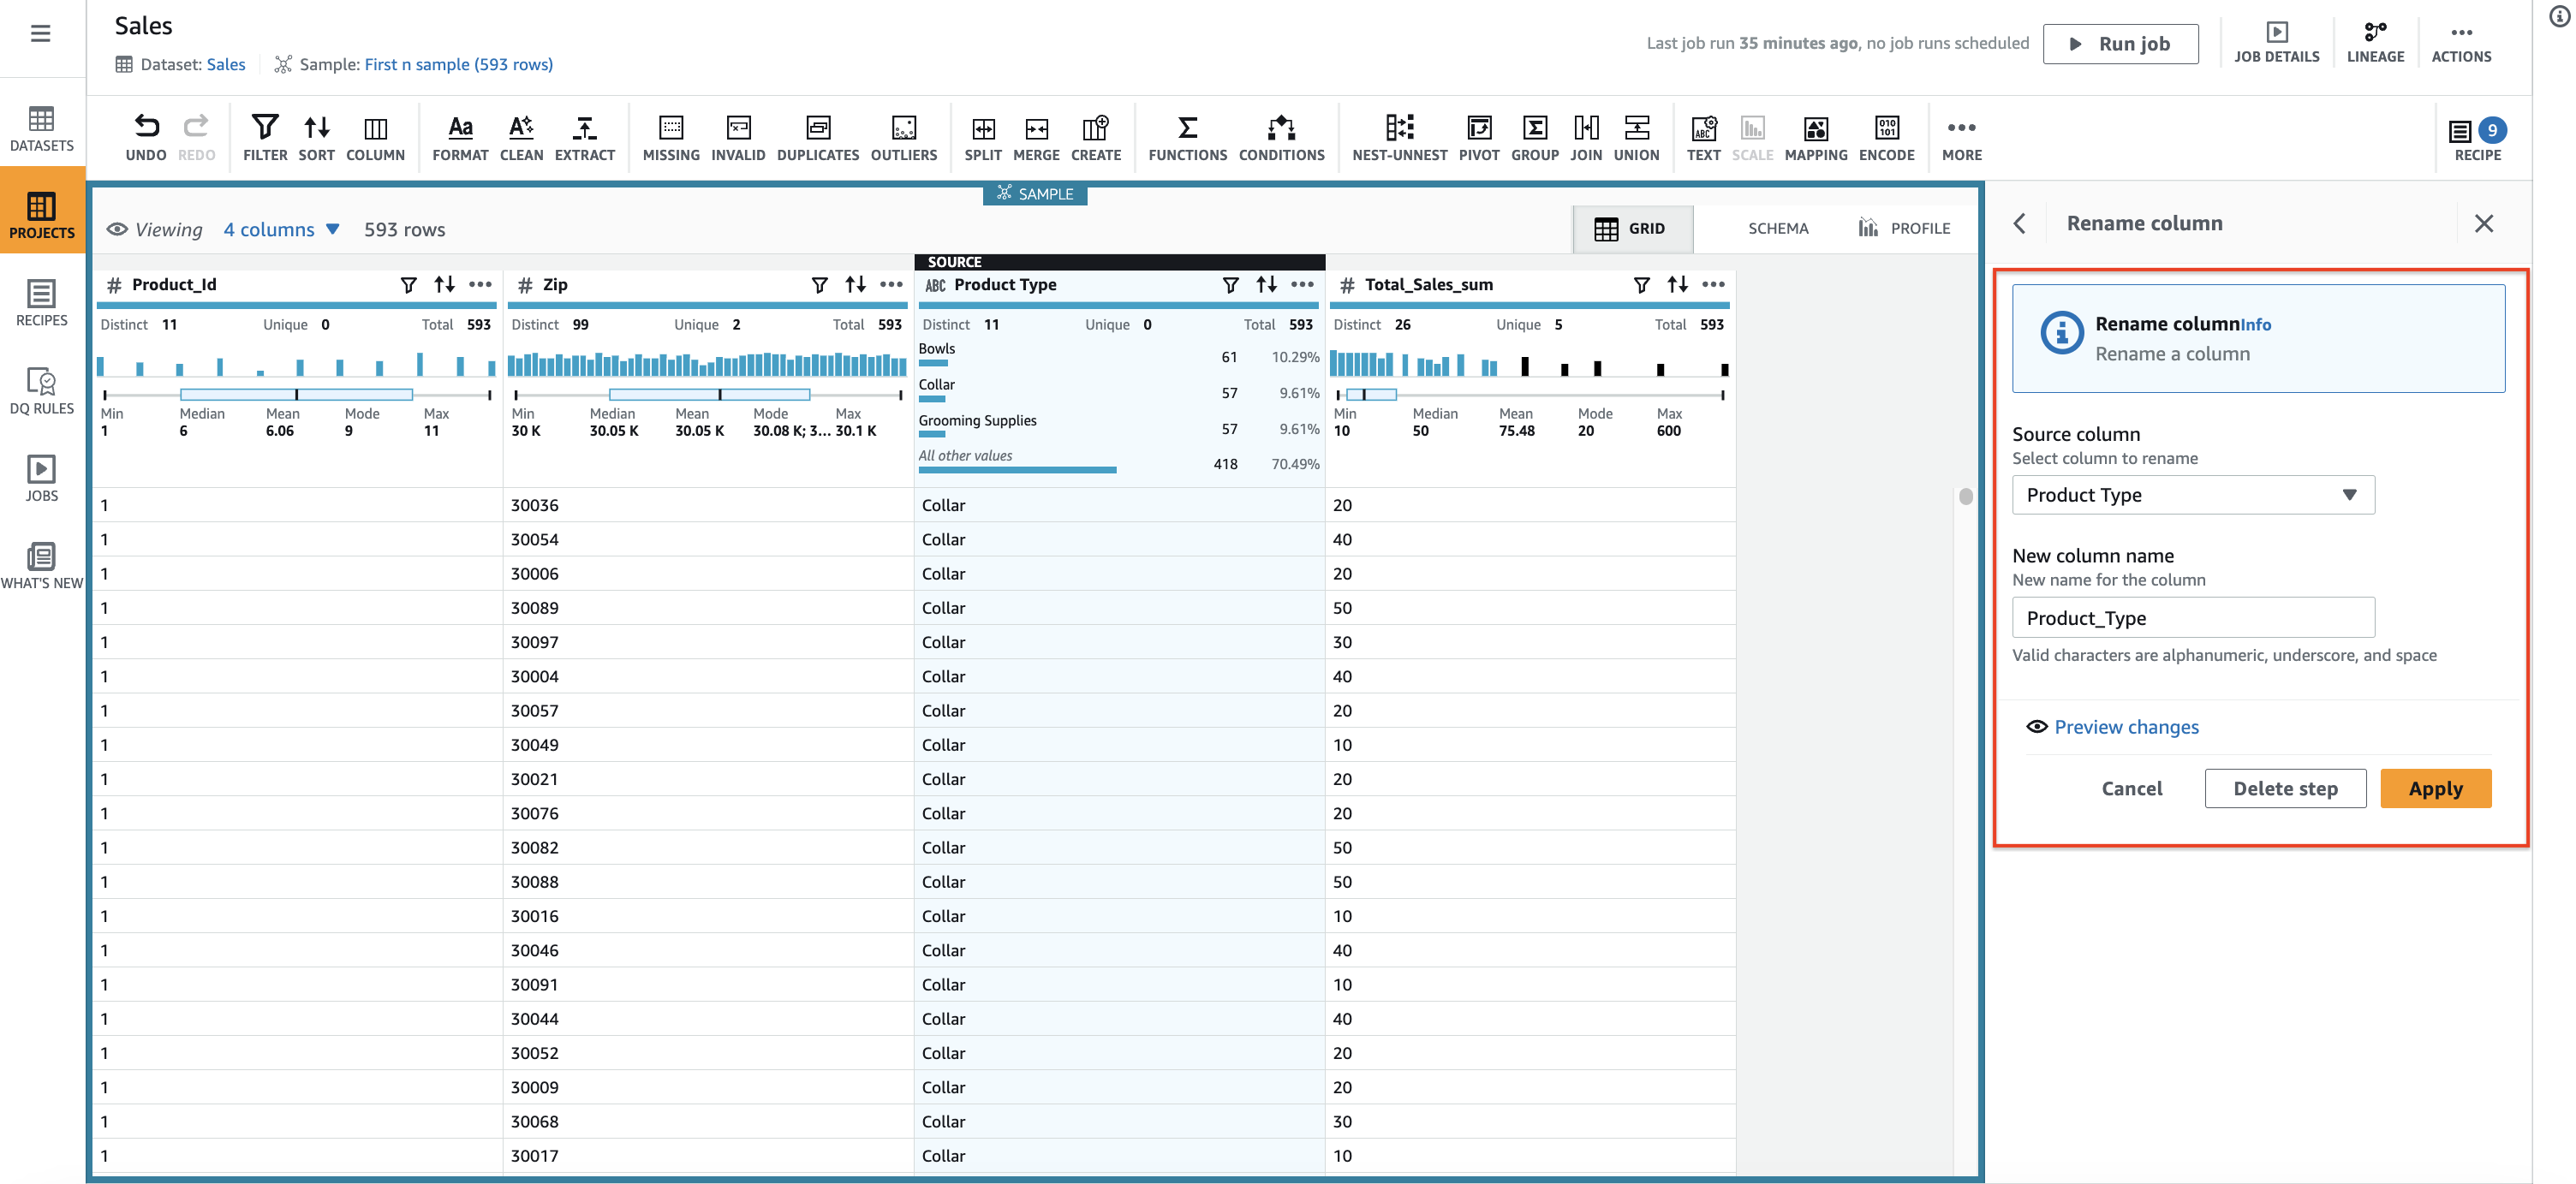 Sales
Dataset: Sales
Sample: First n sample (593 rows)
Last job run 35 minutes ago, no job runs scheduled
Run job
JOB DETAILS
LINEAGE
ACTIONS
DATASETS
PROJECTS
RECIPES
DQ RULES
JOBS
WHAT'S NEW
UNDO REDO FILTER SORT COLUMN FORMAT CLEAN EXTRACT MISSING INVALID DUPLICATES OUTLIERS SPLIT MERGE CREATE FUNCTIONS CONDITIONS NEST-UNNEST PIVOT GROUP JOIN UNION TEXT SCALE MAPPING ENCODE MORE
9
RECIPE
SAMPLE
Viewing 4 columns 593 rows
GRID SCHEMA PROFILE
SOURCE
# Product_Id # Zip ABC Product Type # Total_Sales_sum
Distinct 11 Unique 0 Total 593
Distinct 99 Unique 2 Total 593
Distinct 11 Unique 0 Total 593
Distinct 26 Unique 5 Total 593
Bowls 61 10.29%
Collar 57 9.61%
Grooming Supplies 57 9.61%
All other values 418 70.49%
Min Median Mean Mode Max
1 6 6.06 9 11
Min Median Mean Mode Max
30 K 30.05 K 30.05 K 30.08 K; 3... 30.1 K
Min Median Mean Mode Max
10 50 75.48 20 600
1 30036 Collar 20
1 30054 Collar 40
1 30006 Collar 20
1 30089 Collar 50
1 30097 Collar 30
1 30004 Collar 40
1 30057 Collar 20
1 30049 Collar 10
1 30021 Collar 20
1 30076 Collar 20
1 30082 Collar 50
1 30088 Collar 50
1 30016 Collar 10
1 30046 Collar 40
1 30091 Collar 10
1 30044 Collar 40
1 30052 Collar 20
1 30009 Collar 20
1 30068 Collar 30
1 30017 Collar 10
Rename column
Rename columnInfo
Rename a column
Source column
Select column to rename
Product Type
New column name
New name for the column
Product_Type
Valid characters are alphanumeric, underscore, and space
Preview changes
Cancel Delete step Apply